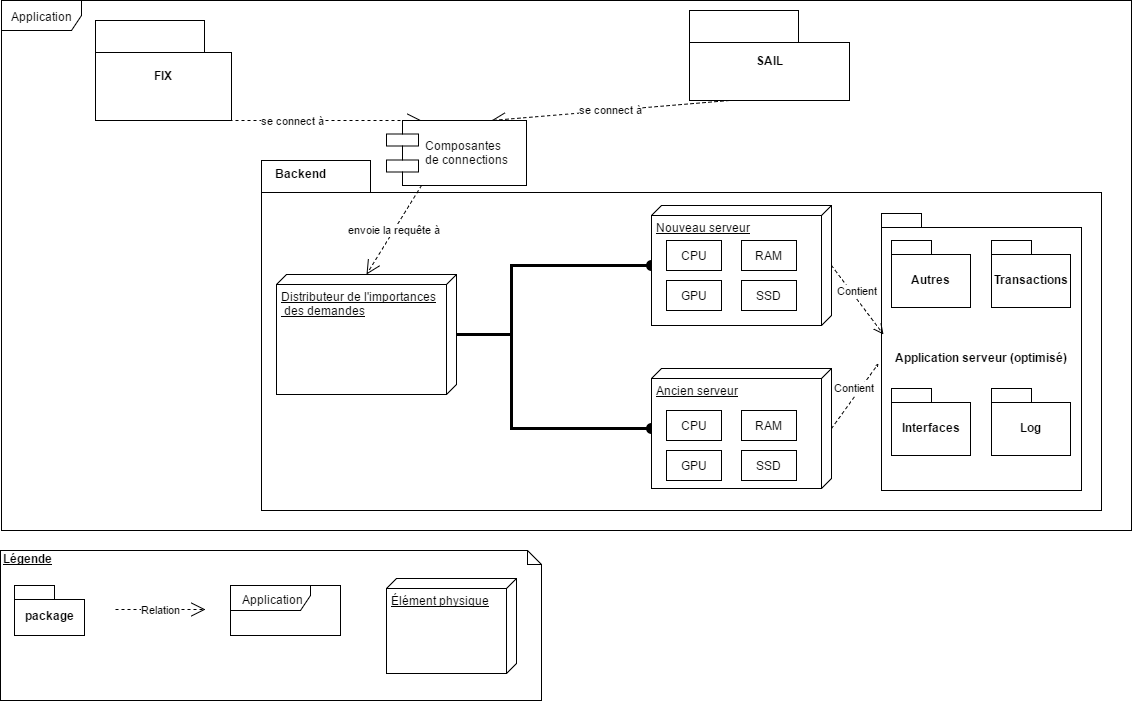 Application
FIX
SAIL
se connect à
se connect à
Composantes
de connections
Backend
envoie la requête à
Distributeur de l'importances
des demandes
Nouveau serveur
CPU
RAM
GPU
SSD
Contient
Ancien serveur
CPU
RAM
GPU
SSD
Contient
Autres
Transactions
Application serveur (optimisé)
Interfaces
Log
Légende
package
Relation
Application
Élément physique